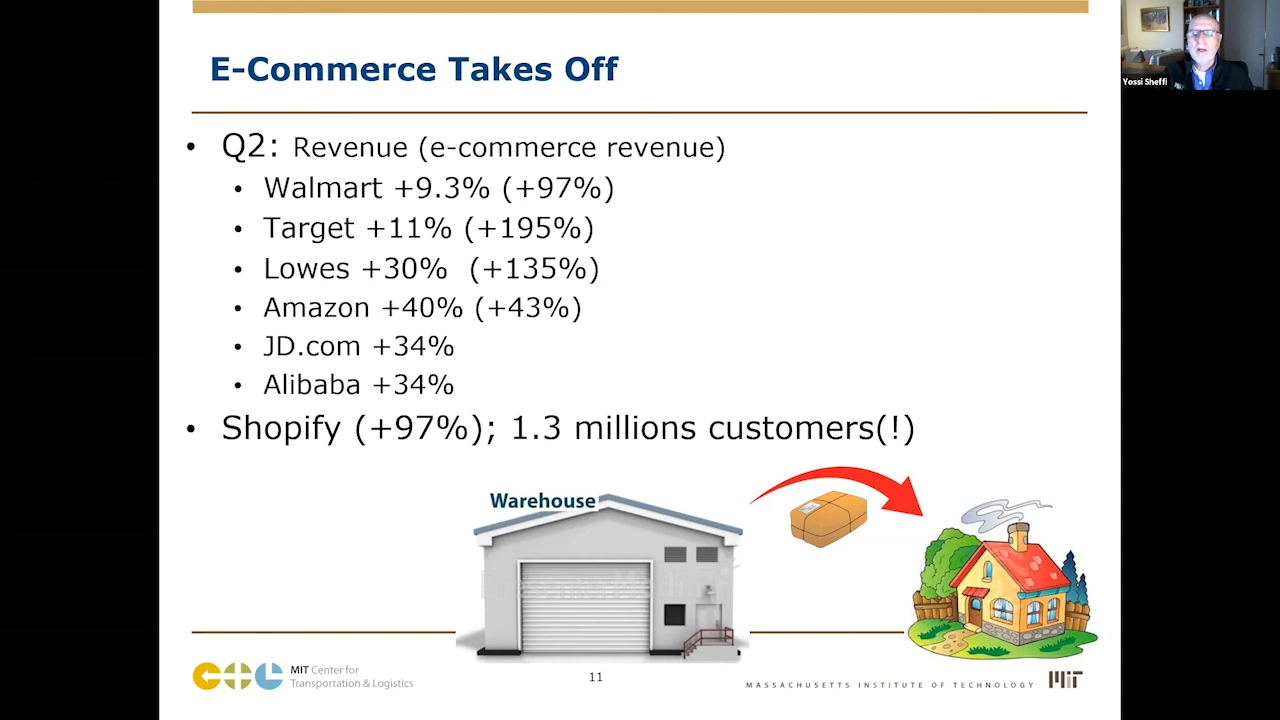 E-Commerce Takes Off
Yossi Sheffi
• Q2: Revenue (e-commerce revenue)
• Walmart +9.3% (+97%)
• Target +11% (+195%)
• Lowes +30% (+135%)
• Amazon +40% (+43%)
• JD.com +34%
• Alibaba +34%
• Shopify (+97%); 1.3 millions customers(!)
Warehouse
MIT Center for
Transportation & Logistics
11
MASSACHUSETTS INSTITUTE OF TECHNOLOGY
MIT